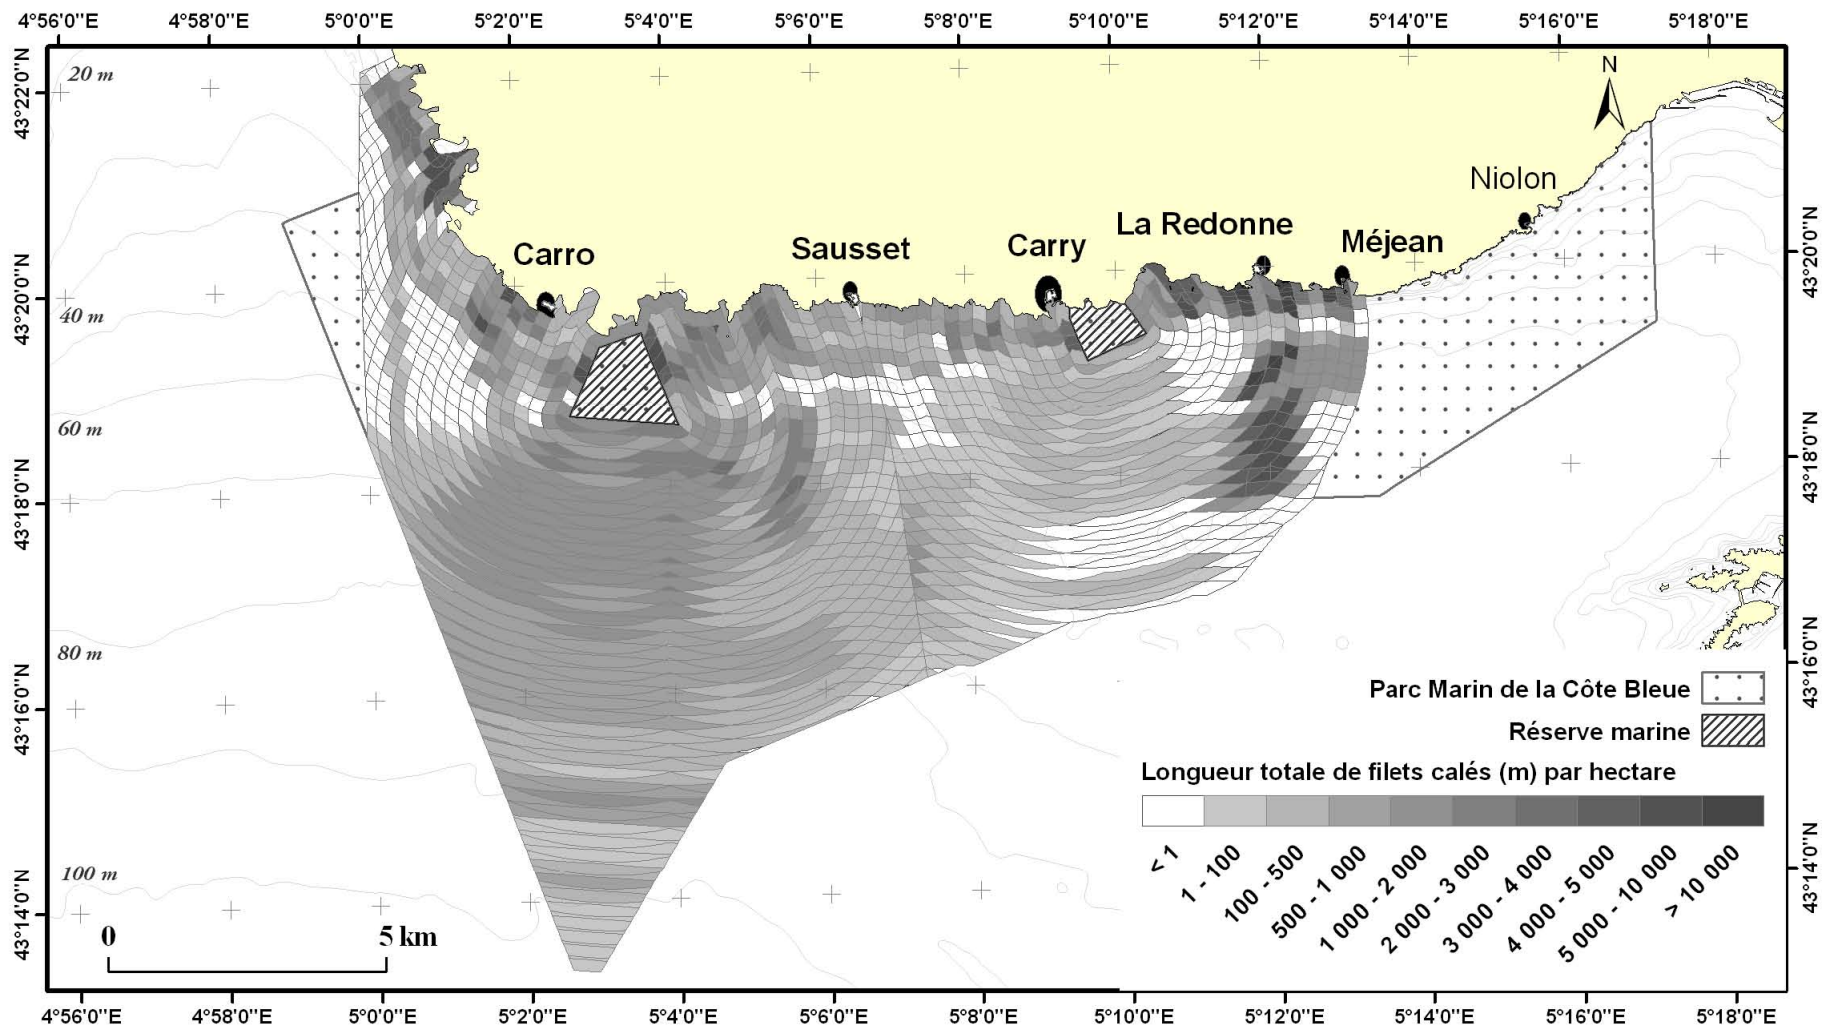 4°56'0"E 4°58'0"E 5°0'0"E 5°2'0"E 5°4'0"E 5°6'0"E 5°8'0"E 5°10'0"E 5°12'0"E 5°14'0"E 5°16'0"E 5°18'0"E
20 m
N
43°22'0"N
Niolon
La Redonne
Carro
Sausset
Carry
Méjean
43°20'0"N
43°20'0"N
40 m
60 m
43°18'0"N
43°18'0"N
80 m
43°16'0"N
43°16'0"N
Parc Marin de la Côte Bleue
Réserve marine
Longueur totale de filets calés (m) par hectare
< 1
1 - 100
100 - 500
500 - 1 000
1 000 - 2 000
2 000 - 3 000
3 000 - 4 000
4 000 - 5 000
5 000 - 10 000
> 10 000
100 m
43°14'0"N
43°14'0"N
0 5 km
4°56'0"E 4°58'0"E 5°0'0"E 5°2'0"E 5°4'0"E 5°6'0"E 5°8'0"E 5°10'0"E 5°12'0"E 5°14'0"E 5°16'0"E 5°18'0"E